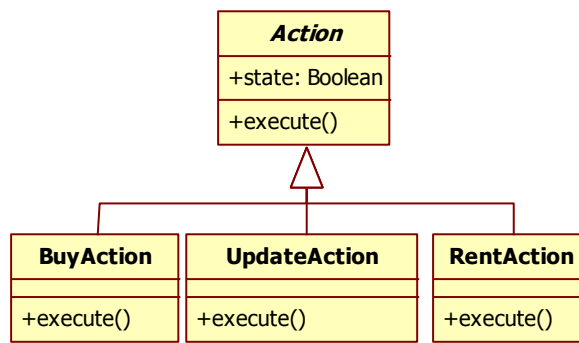 Action
+state: Boolean
+execute()
BuyAction
+execute()
UpdateAction
+execute()
RentAction
+execute()